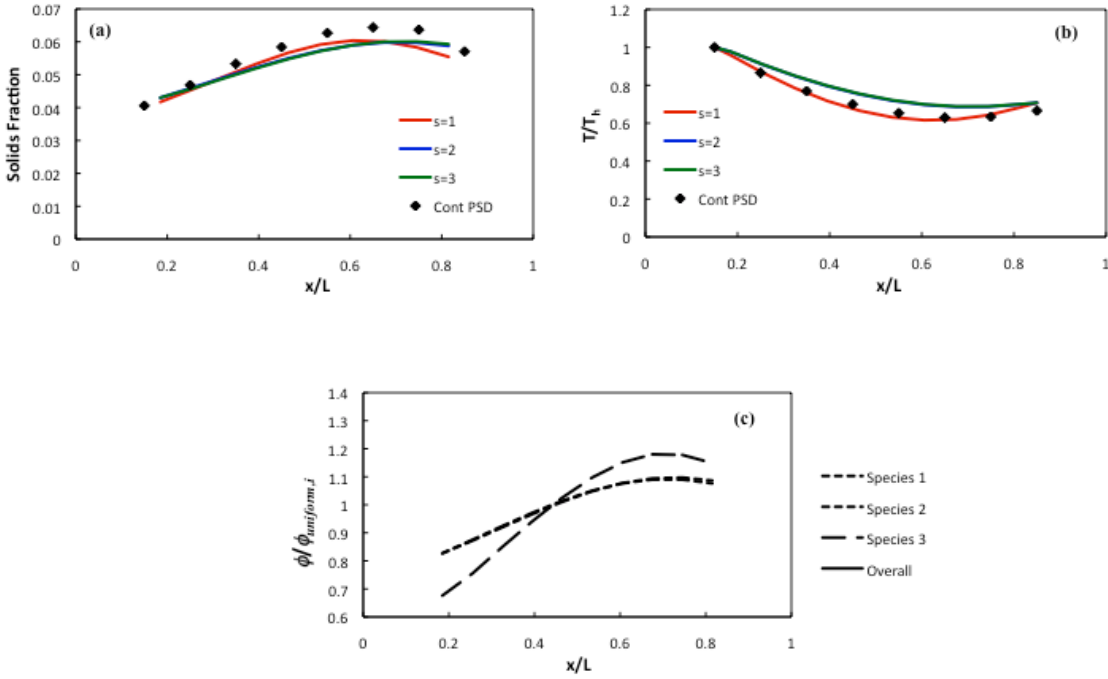 (a)
Solids Fraction
0.07
0.06
0.05
0.04
0.03
0.02
0.01
0
0 0.2 0.4 0.6 0.8 1
x/L
s=1
s=2
s=3
Cont PSD
(b)
T/Th
1.2
1
0.8
0.6
0.4
0.2
0
0 0.2 0.4 0.6 0.8 1
x/L
s=1
s=2
s=3
Cont PSD
(c)
ϕ/ϕuniform,i
1.4
1.3
1.2
1.1
1
0.9
0.8
0.7
0.6
0 0.2 0.4 0.6 0.8 1
x/L
Species 1
Species 2
Species 3
Overall